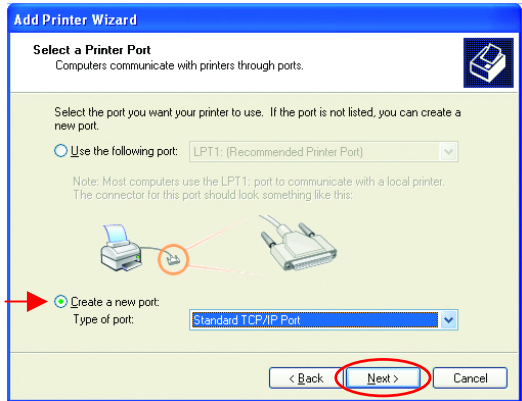 Add Printer Wizard
Select a Printer Port
Computers communicate with printers through ports.
Select the port you want your printer to use. If the port is not listed, you can create a
new port.
Use the following port: LPT1: (Recommended Printer Port)
Note: Most computers use the LPT1: port to communicate with a local printer.
The connector for this port should look something like this:
Create a new port:
Type of port: Standard TCP/IP Port
< Back Next > Cancel